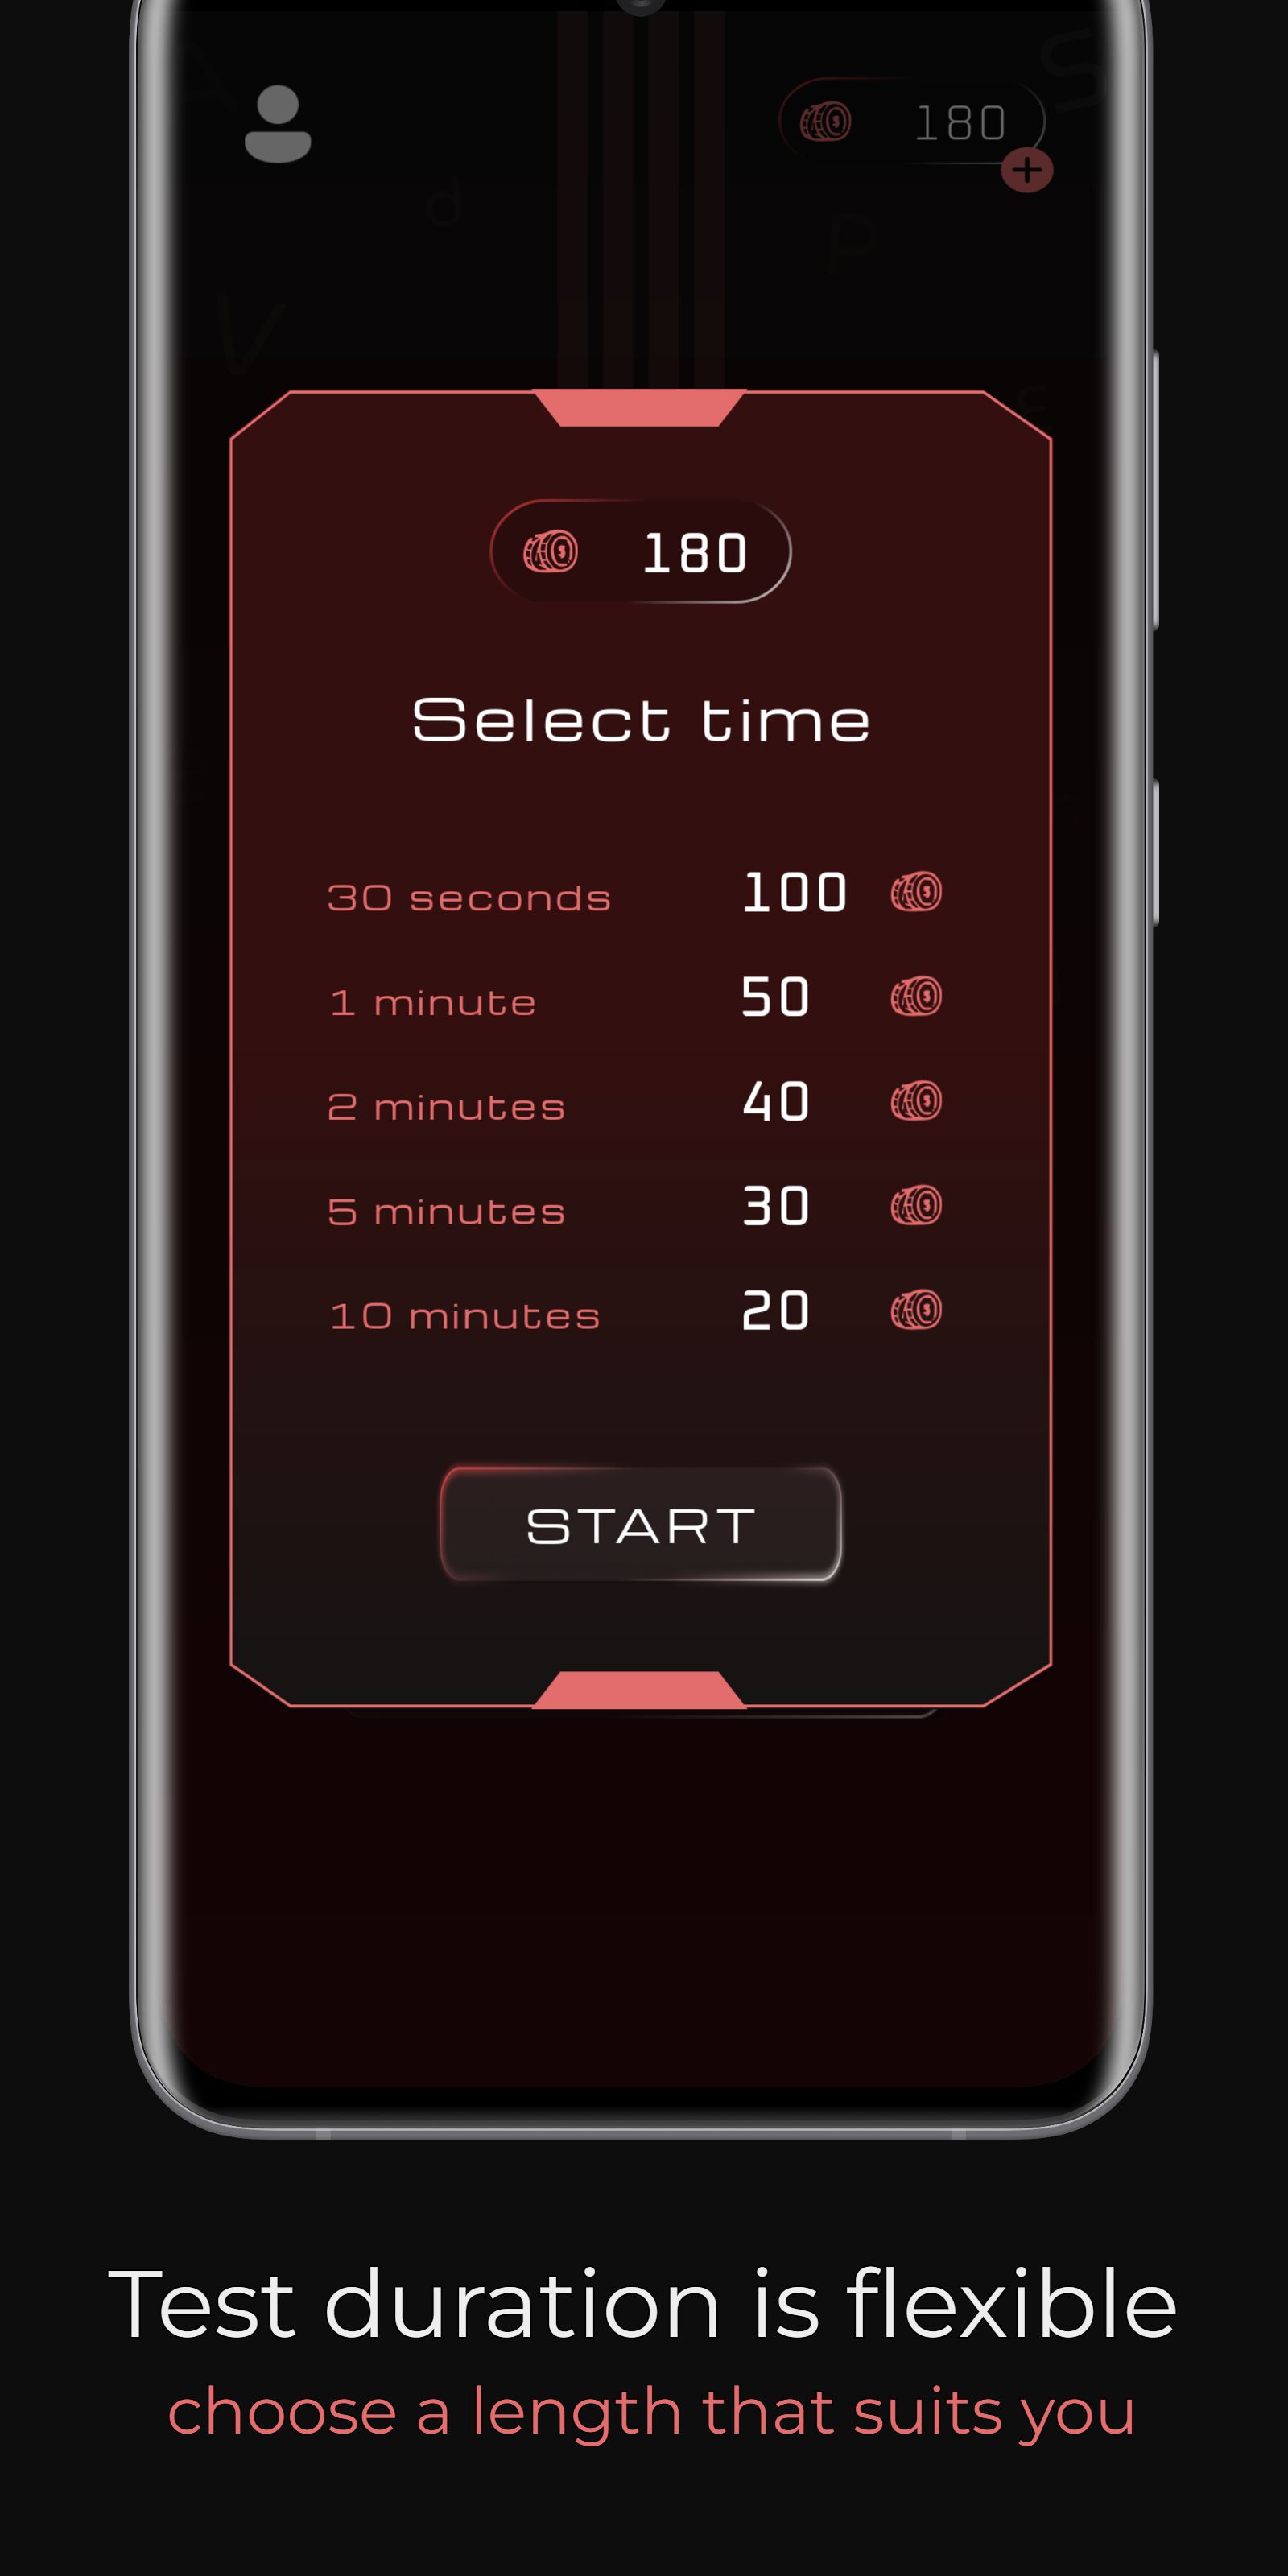 180
180
Select time
30 seconds 100
1 minute 50
2 minutes 40
5 minutes 30
10 minutes 20
START
Test duration is flexible
choose a length that suits you